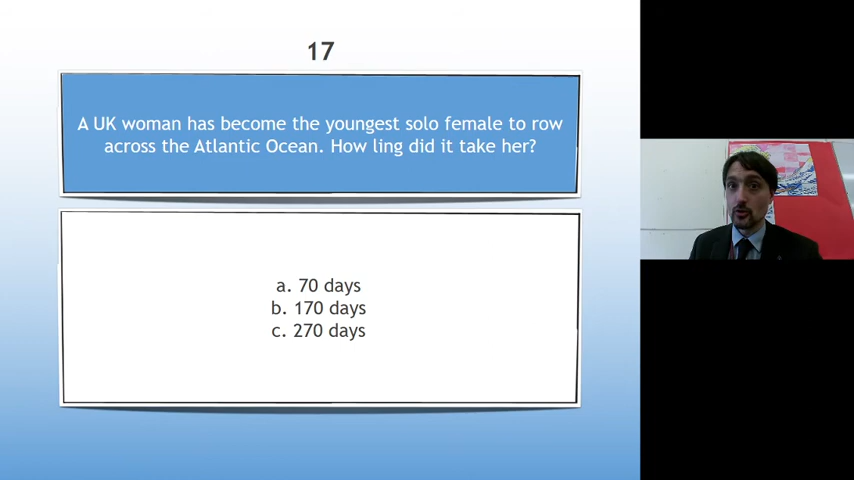 17
A UK woman has become the youngest solo female to row
across the Atlantic Ocean. How ling did it take her?
a. 70 days
b. 170 days
c. 270 days